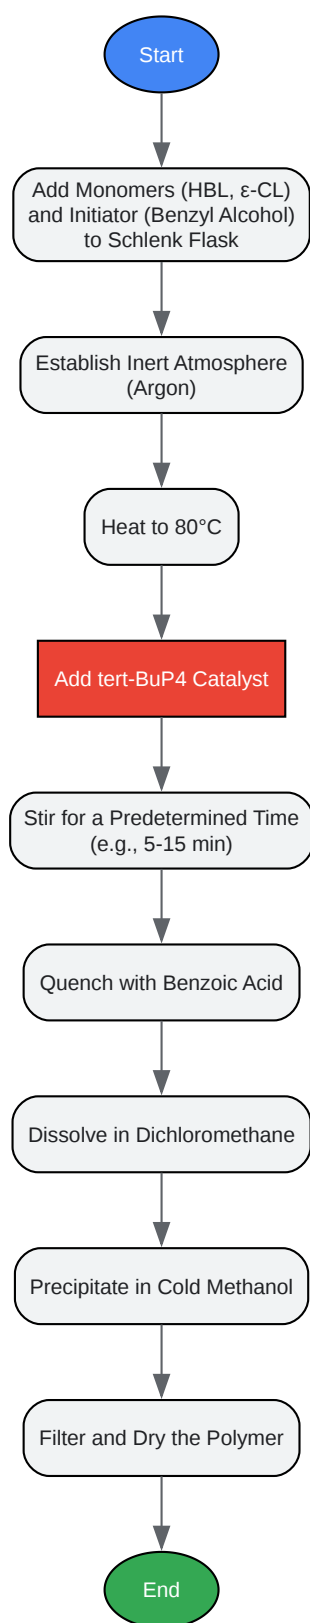 Start
Add Monomers (HBL, ε-CL)
and Initiator (Benzyl Alcohol)
to Schlenk Flask
Establish Inert Atmosphere
(Argon)
Heat to 80°C
Add tert-BuP4 Catalyst
Stir for a Predetermined Time
(e.g., 5-15 min)
Quench with Benzoic Acid
Dissolve in Dichloromethane
Precipitate in Cold Methanol
Filter and Dry the Polymer
End